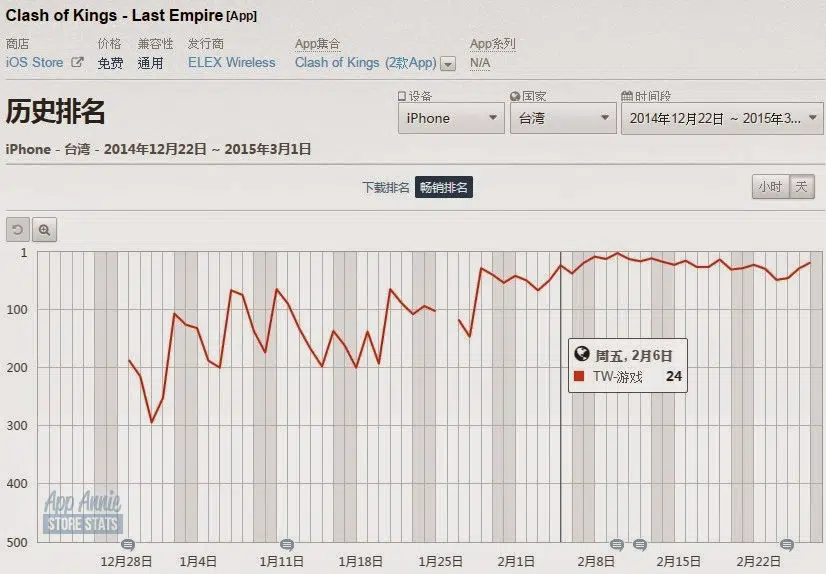 Clash of Kings - Last Empire [App]
商店 价格 兼容性 发行商 App集合 App系列
iOS Store 免费 通用 ELEX Wireless Clash of Kings (2款App) N/A
设备 国家 时间段
历史排名 iPhone 台湾 2014年12月22日 ~ 2015年3...
iPhone - 台湾 - 2014年12月22日 ~ 2015年3月1日
下载排名 畅销排名 小时 天
1
100
200
300
400
500
周五, 2月6日
TW-游戏 24
App Annie
STORE STATS
12月28日 1月4日 1月11日 1月18日 1月25日 2月1日 2月8日 2月15日 2月22日